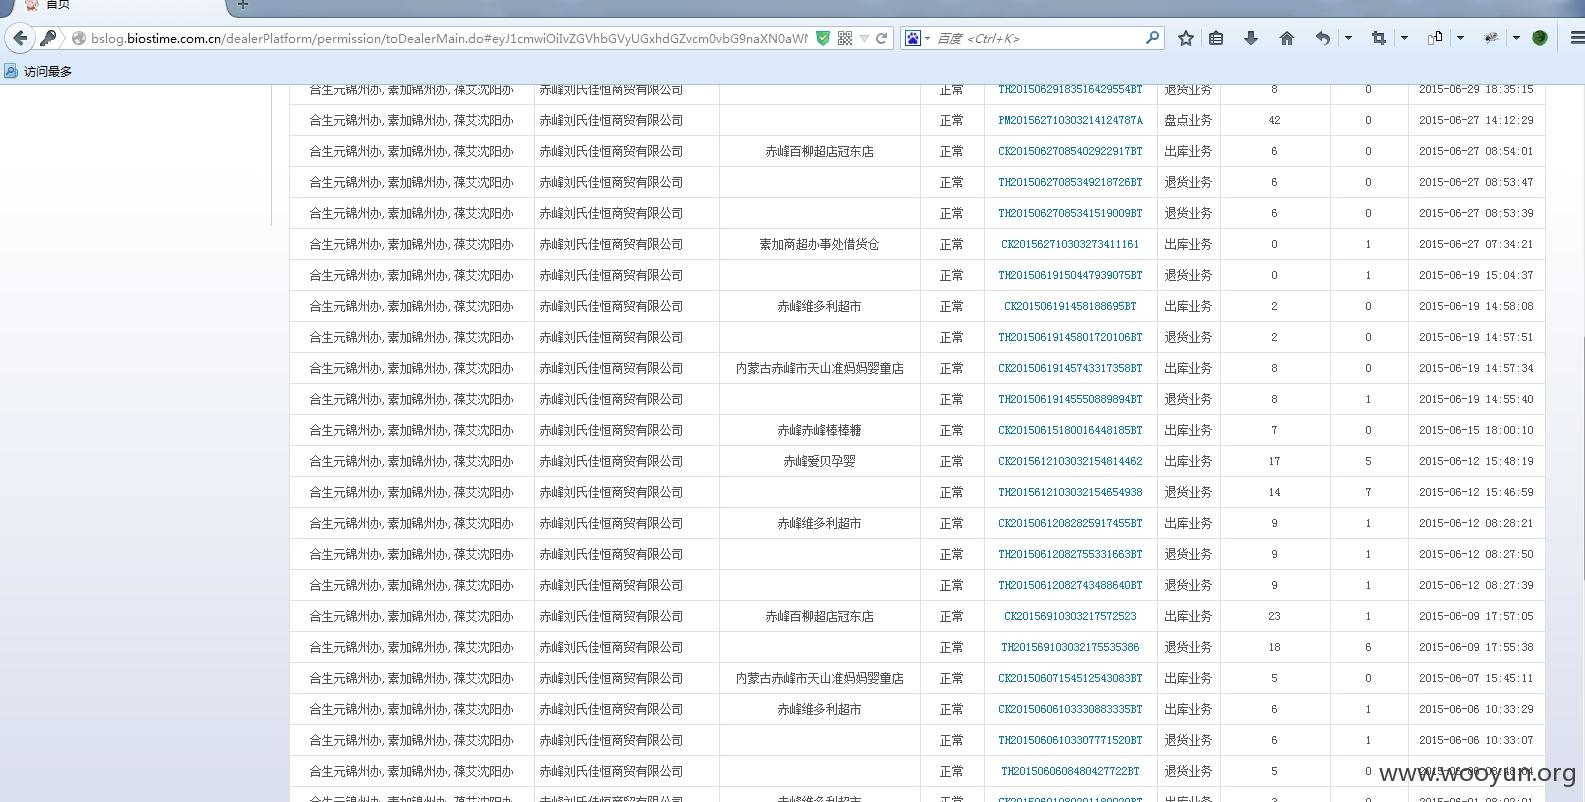 首页
bslog.biostime.com.cn/dealerPlatform/permission/toDealerMain.do#eyJ1cmwiOiIvZGVhbGVyUGxhdGZvcm0vbG9naXN0aWN
百度 <Ctrl+K>
访问最多
合生元锦州办, 素加锦州办, 葆艾沈阳办 赤峰刘氏佳恒商贸有限公司 正常 TH20150629183516429554BT 退货业务 8 0 2015-06-29 18:35:15
合生元锦州办, 素加锦州办, 葆艾沈阳办 赤峰刘氏佳恒商贸有限公司 正常 PM201562710303214124787A 盘点业务 42 0 2015-06-27 14:12:29
合生元锦州办, 素加锦州办, 葆艾沈阳办 赤峰刘氏佳恒商贸有限公司 赤峰百柳超店冠东店 正常 CK20150627085402922917BT 出库业务 6 0 2015-06-27 08:54:01
合生元锦州办, 素加锦州办, 葆艾沈阳办 赤峰刘氏佳恒商贸有限公司 正常 TH20150627085349218726BT 退货业务 6 0 2015-06-27 08:53:47
合生元锦州办, 素加锦州办, 葆艾沈阳办 赤峰刘氏佳恒商贸有限公司 正常 TH20150627085341519009BT 退货业务 6 0 2015-06-27 08:53:39
合生元锦州办, 素加锦州办, 葆艾沈阳办 赤峰刘氏佳恒商贸有限公司 素加商超办事处借货仓 正常 CK201562710303273411161 出库业务 0 1 2015-06-27 07:34:21
合生元锦州办, 素加锦州办, 葆艾沈阳办 赤峰刘氏佳恒商贸有限公司 正常 TH20150619150447939075BT 退货业务 0 1 2015-06-19 15:04:37
合生元锦州办, 素加锦州办, 葆艾沈阳办 赤峰刘氏佳恒商贸有限公司 赤峰维多利超市 正常 CK201506191458188695BT 出库业务 2 0 2015-06-19 14:58:08
合生元锦州办, 素加锦州办, 葆艾沈阳办 赤峰刘氏佳恒商贸有限公司 正常 TH20150619145801720106BT 退货业务 2 0 2015-06-19 14:57:51
合生元锦州办, 素加锦州办, 葆艾沈阳办 赤峰刘氏佳恒商贸有限公司 内蒙古赤峰市天山准妈妈婴童店 正常 CK20150619145743317358BT 出库业务 8 0 2015-06-19 14:57:34
合生元锦州办, 素加锦州办, 葆艾沈阳办 赤峰刘氏佳恒商贸有限公司 正常 TH20150619145550889894BT 退货业务 8 1 2015-06-19 14:55:40
合生元锦州办, 素加锦州办, 葆艾沈阳办 赤峰刘氏佳恒商贸有限公司 赤峰赤峰棒棒糖 正常 CK20150615180016448185BT 出库业务 7 0 2015-06-15 18:00:10
合生元锦州办, 素加锦州办, 葆艾沈阳办 赤峰刘氏佳恒商贸有限公司 赤峰爱贝孕婴 正常 CK2015612103032154814462 出库业务 17 5 2015-06-12 15:48:19
合生元锦州办, 素加锦州办, 葆艾沈阳办 赤峰刘氏佳恒商贸有限公司 正常 TH2015612103032154654938 退货业务 14 7 2015-06-12 15:46:59
合生元锦州办, 素加锦州办, 葆艾沈阳办 赤峰刘氏佳恒商贸有限公司 赤峰维多利超市 正常 CK20150612082825917455BT 出库业务 9 1 2015-06-12 08:28:21
合生元锦州办, 素加锦州办, 葆艾沈阳办 赤峰刘氏佳恒商贸有限公司 正常 TH20150612082755331663BT 退货业务 9 1 2015-06-12 08:27:50
合生元锦州办, 素加锦州办, 葆艾沈阳办 赤峰刘氏佳恒商贸有限公司 正常 TH20150612082743488640BT 退货业务 9 1 2015-06-12 08:27:39
合生元锦州办, 素加锦州办, 葆艾沈阳办 赤峰刘氏佳恒商贸有限公司 赤峰百柳超店冠东店 正常 CK20156910303217572523 出库业务 23 1 2015-06-09 17:57:05
合生元锦州办, 素加锦州办, 葆艾沈阳办 赤峰刘氏佳恒商贸有限公司 正常 TH201569103032175535386 退货业务 18 6 2015-06-09 17:55:38
合生元锦州办, 素加锦州办, 葆艾沈阳办 赤峰刘氏佳恒商贸有限公司 内蒙古赤峰市天山准妈妈婴童店 正常 CK20150607154512543083BT 出库业务 5 0 2015-06-07 15:45:11
合生元锦州办, 素加锦州办, 葆艾沈阳办 赤峰刘氏佳恒商贸有限公司 赤峰维多利超市 正常 CK20150606103330883335BT 出库业务 6 1 2015-06-06 10:33:29
合生元锦州办, 素加锦州办, 葆艾沈阳办 赤峰刘氏佳恒商贸有限公司 正常 TH20150606103307771520BT 退货业务 6 1 2015-06-06 10:33:07
合生元锦州办, 素加锦州办, 葆艾沈阳办 赤峰刘氏佳恒商贸有限公司 正常 TH2015060608480427722BT 退货业务 5 0
www.wooyun.org